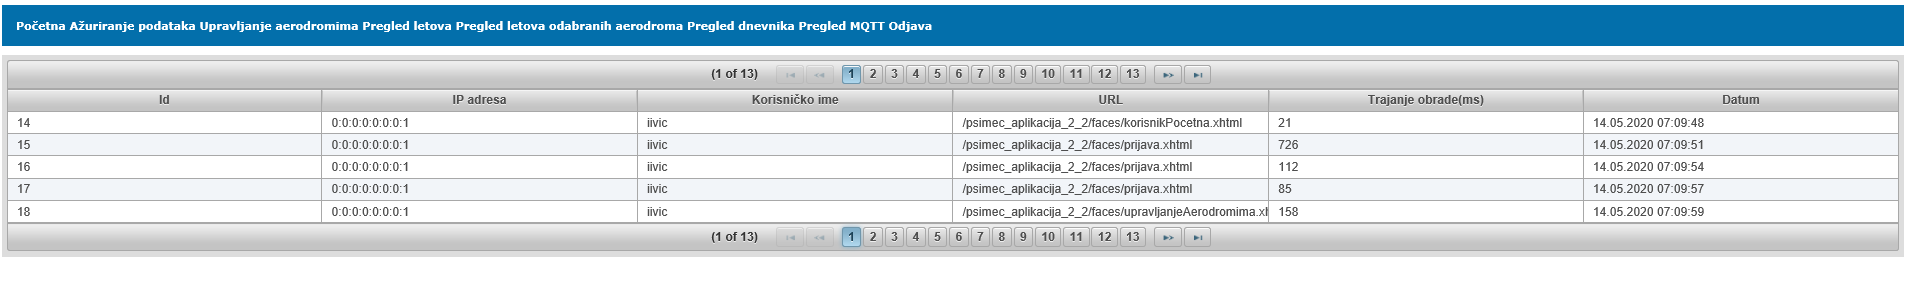 Početna Ažuriranje podataka Upravljanje aerodromima Pregled letova Pregled letova odabranih aerodroma Pregled dnevnika Pregled MQTT Odjava
(1 of 13) 1 2 3 4 5 6 7 8 9 10 11 12 13
Id IP adresa Korisničko ime URL Trajanje obrade(ms) Datum
14 0:0:0:0:0:0:0:1 iivic /psimec_aplikacija_2_2/faces/korisnikPocetna.xhtml 21 14.05.2020 07:09:48
15 0:0:0:0:0:0:0:1 iivic /psimec_aplikacija_2_2/faces/prijava.xhtml 726 14.05.2020 07:09:51
16 0:0:0:0:0:0:0:1 iivic /psimec_aplikacija_2_2/faces/prijava.xhtml 112 14.05.2020 07:09:54
17 0:0:0:0:0:0:0:1 iivic /psimec_aplikacija_2_2/faces/prijava.xhtml 85 14.05.2020 07:09:57
18 0:0:0:0:0:0:0:1 iivic /psimec_aplikacija_2_2/faces/upravljanjeAerodromima.xh 158 14.05.2020 07:09:59
(1 of 13) 1 2 3 4 5 6 7 8 9 10 11 12 13